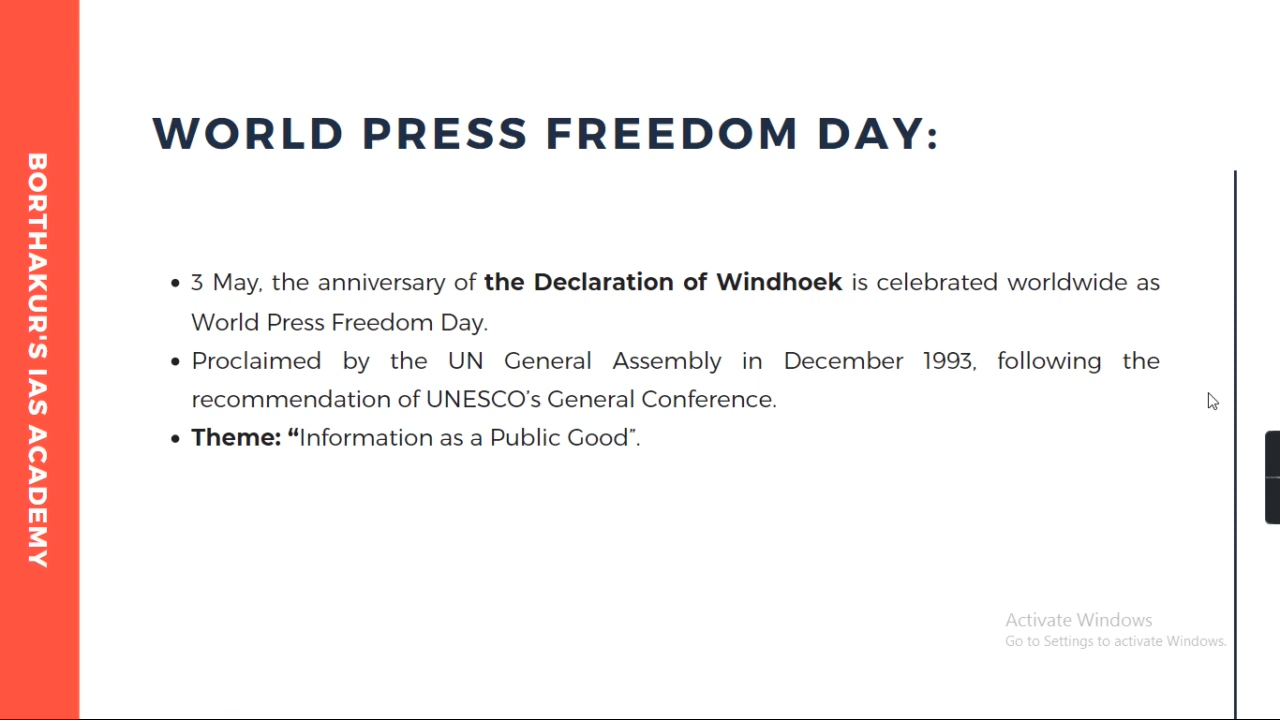 BORTHAKUR'S IAS ACADEMY
WORLD PRESS FREEDOM DAY:
• 3 May, the anniversary of the Declaration of Windhoek is celebrated worldwide as
World Press Freedom Day.
• Proclaimed by the UN General Assembly in December 1993, following the
recommendation of UNESCO’s General Conference.
• Theme: “Information as a Public Good”.
Activate Windows
Go to Settings to activate Windows.